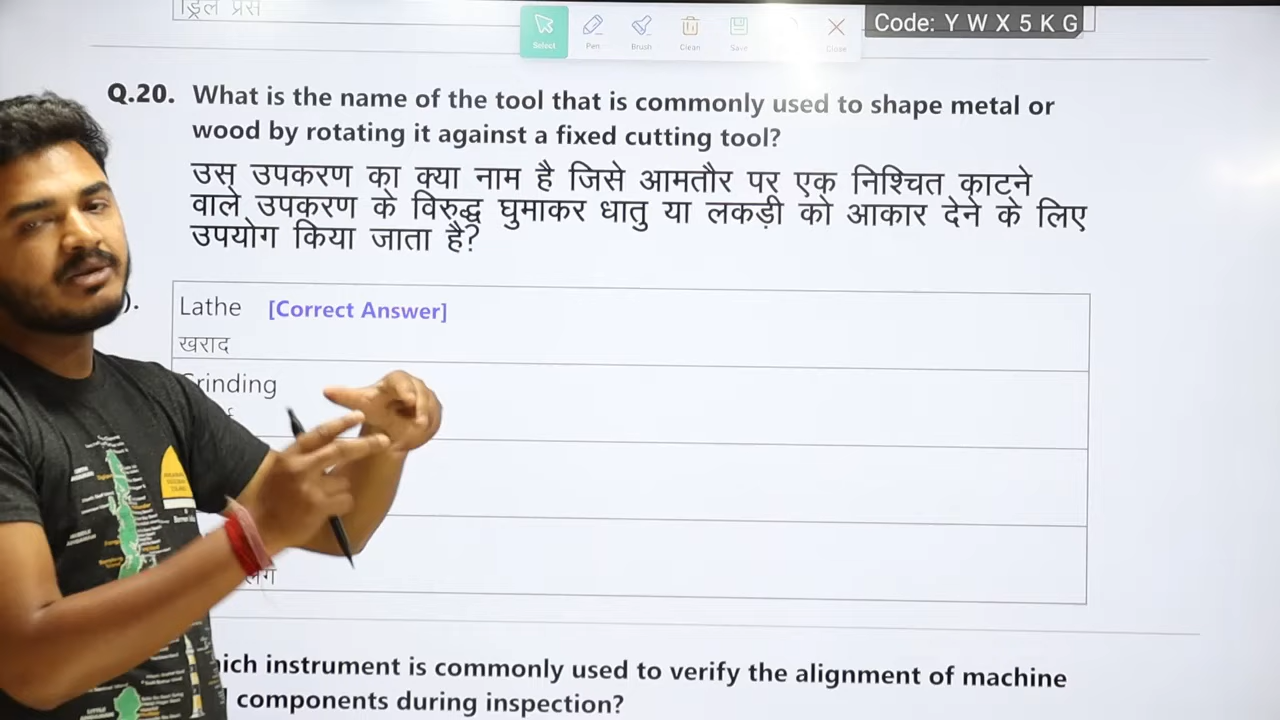 ड्रिल प्रेस
Select
Pen
Brush
Clean
Save
Close
Code: Y W X 5 K G
Q.20. What is the name of the tool that is commonly used to shape metal or
wood by rotating it against a fixed cutting tool?
उस उपकरण का क्या नाम है जिसे आमतौर पर एक निश्चित काटने
वाले उपकरण के विरुद्ध घुमाकर धातु या लकड़ी को आकार देने के लिए
उपयोग किया जाता है?
Lathe [Correct Answer]
खराद
Grinding
instrument is commonly used to verify the alignment of machine
components during inspection?